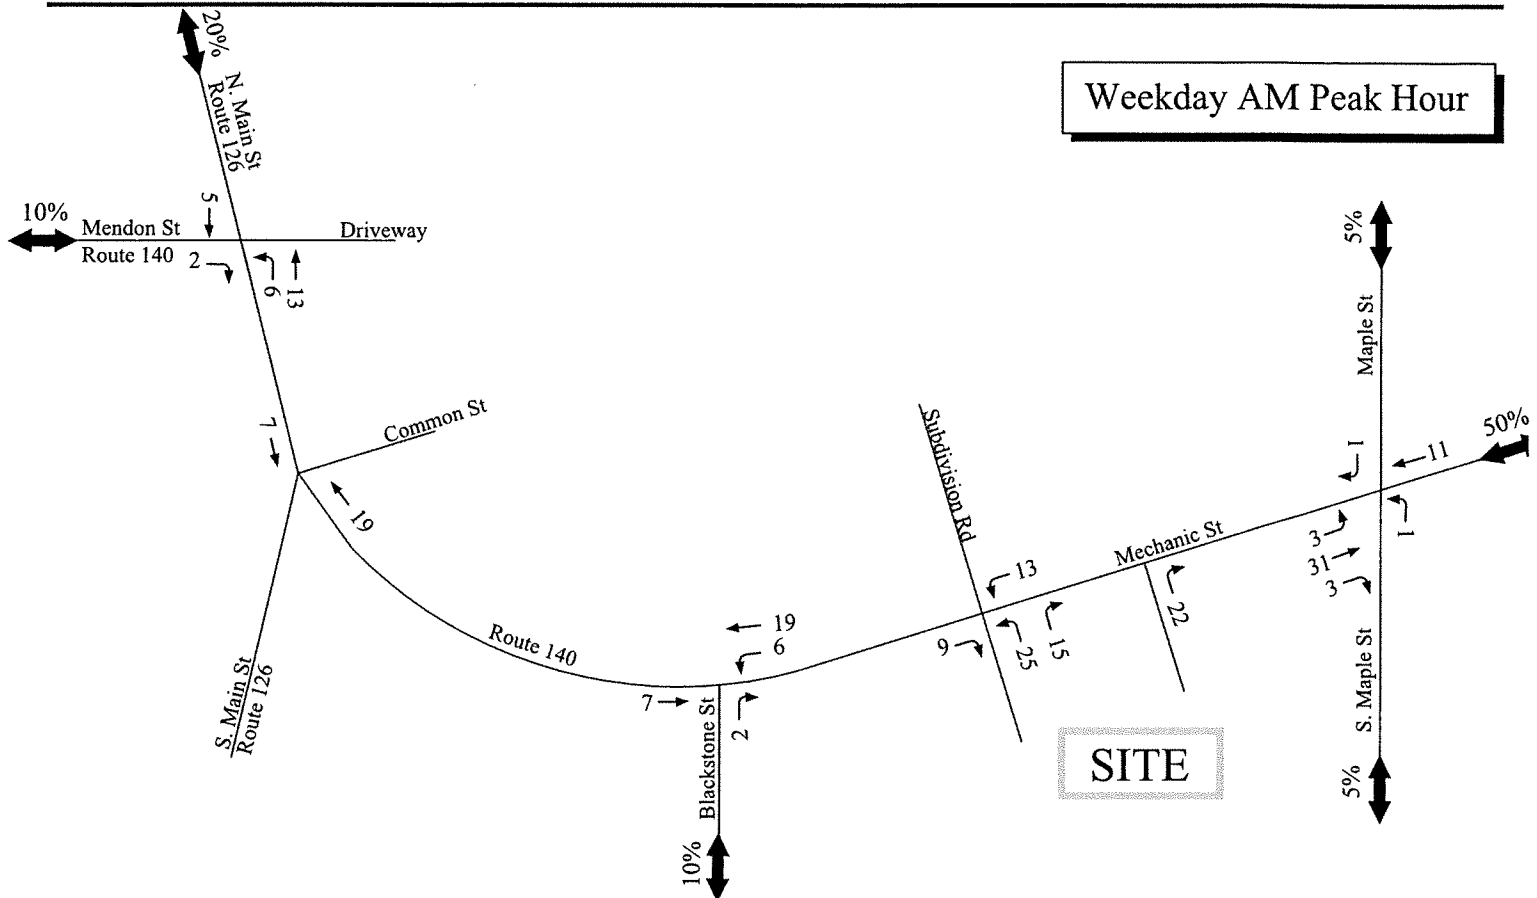 Weekday AM Peak Hour
20%
N. Main St
Route 126
10%
Mendon St
Route 140
Driveway
5
2
6
13
7
Common St
19
S. Main St
Route 126
Route 140
19
6
7
2
Blackstone St
10%
Subdivision Rd
13
9
25
15
Mechanic St
22
SITE
5%
Maple St
50%
1
11
3
31
3
1
S. Maple St
5%